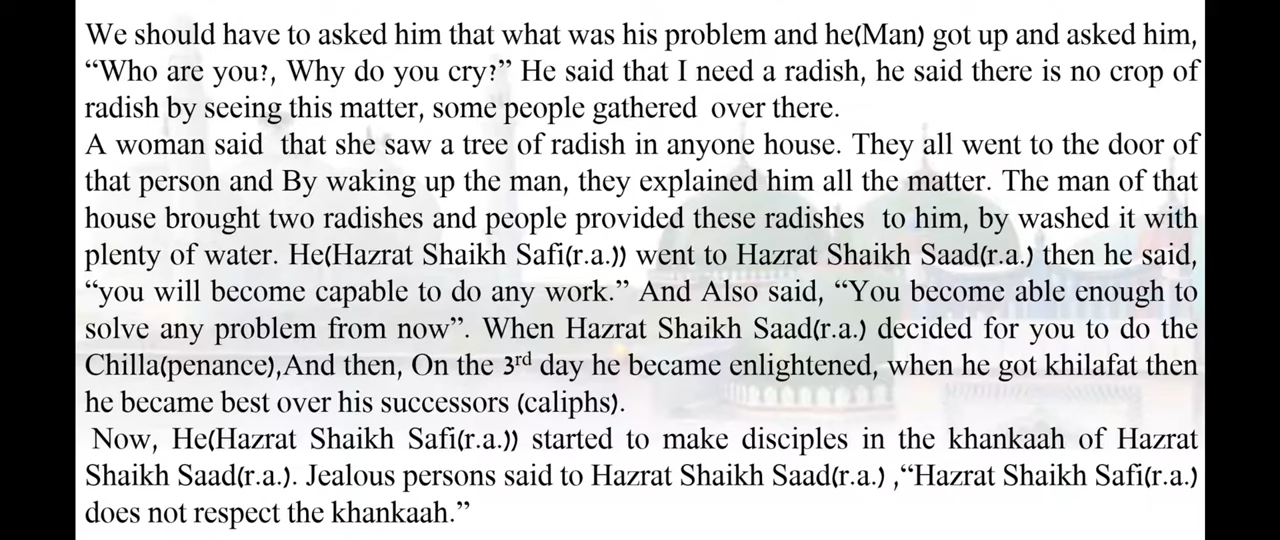 We should have to asked him that what was his problem and he(Man) got up and asked him,
“Who are you?, Why do you cry?” He said that I need a radish, he said there is no crop of
radish by seeing this matter, some people gathered over there.
A woman said that she saw a tree of radish in anyone house. They all went to the door of
that person and By waking up the man, they explained him all the matter. The man of that
house brought two radishes and people provided these radishes to him, by washed it with
plenty of water. He(Hazrat Shaikh Safi(r.a.)) went to Hazrat Shaikh Saad(r.a.) then he said,
“you will become capable to do any work.” And Also said, “You become able enough to
solve any problem from now”. When Hazrat Shaikh Saad(r.a.) decided for you to do the
Chilla(penance),And then, On the 3rd day he became enlightened, when he got khilafat then
he became best over his successors (caliphs).
Now, He(Hazrat Shaikh Safi(r.a.)) started to make disciples in the khankaah of Hazrat
Shaikh Saad(r.a.). Jealous persons said to Hazrat Shaikh Saad(r.a.) ,“Hazrat Shaikh Safi(r.a.)
does not respect the khankaah.”